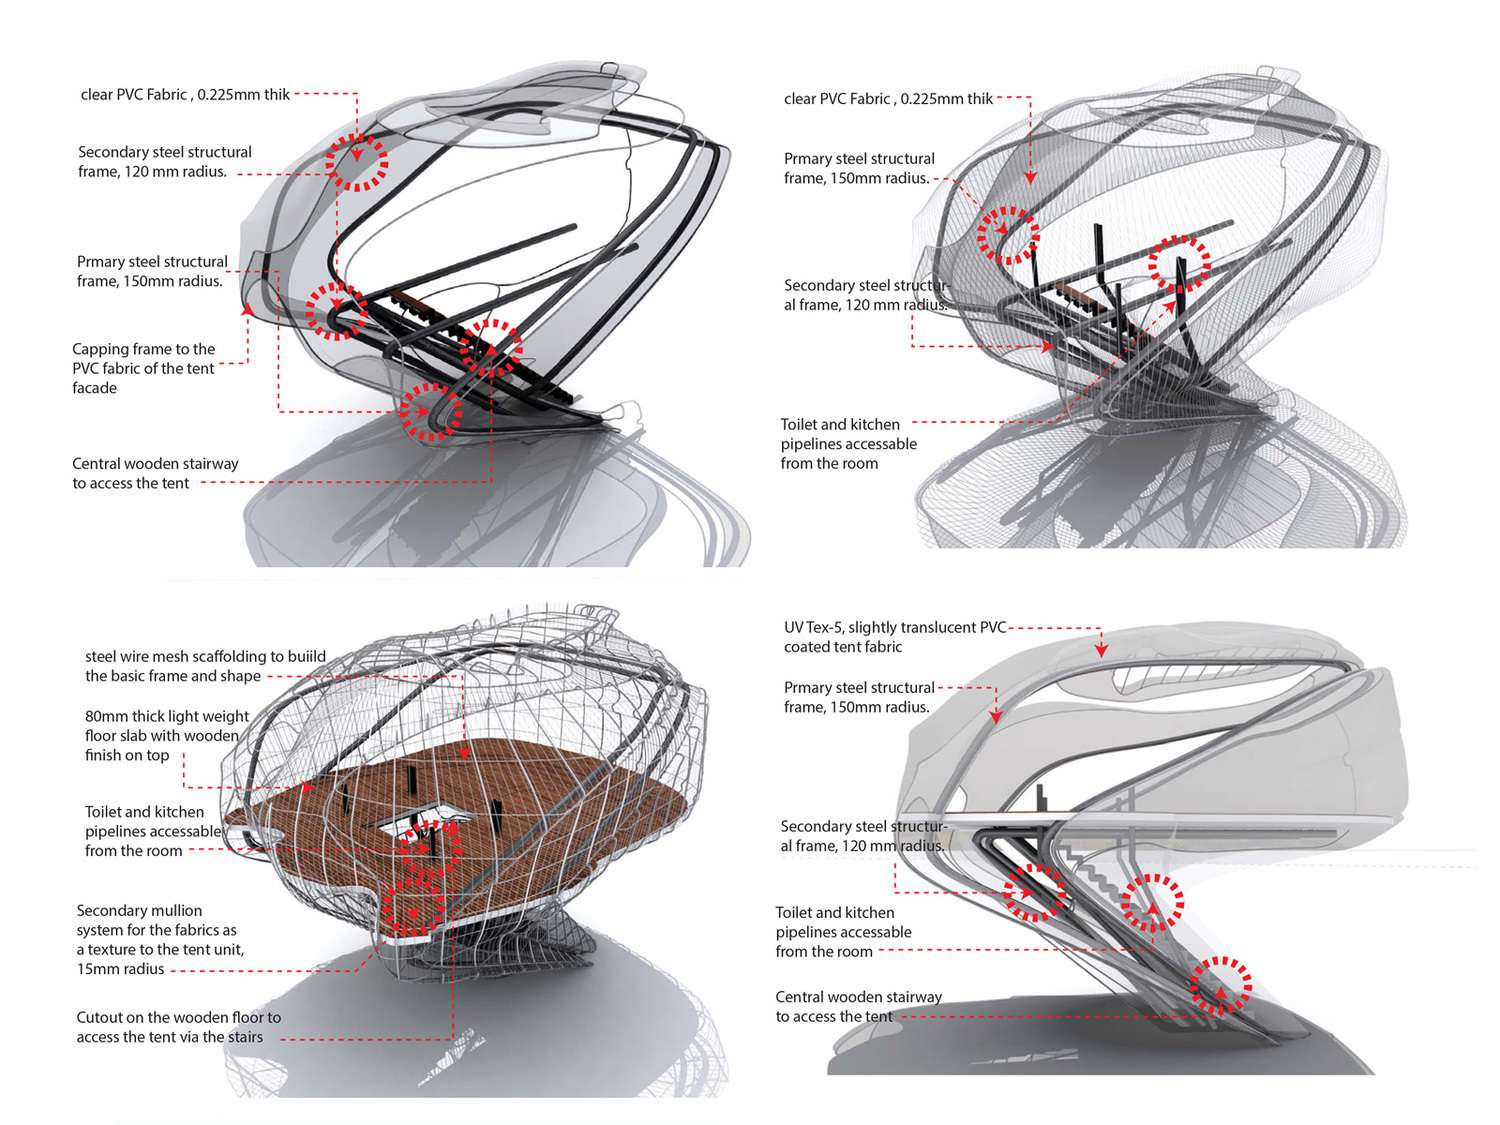 clear PVC Fabric , 0.225mm thik
Secondary steel structural
frame, 120 mm radius.
Prmary steel structural
frame, 150mm radius.
Capping frame to the
PVC fabric of the tent
facade
Central wooden stairway
to access the tent
clear PVC Fabric , 0.225mm thik
Prmary steel structural
frame, 150mm radius.
Secondary steel structur-
al frame, 120 mm radius.
Toilet and kitchen
pipelines accessable
from the room
steel wire mesh scaffolding to buiild
the basic frame and shape
80mm thick light weight
floor slab with wooden
finish on top
Toilet and kitchen
pipelines accessable
from the room
Secondary mullion
system for the fabrics as
a texture to the tent unit,
15mm radius
Cutout on the wooden floor to
access the tent via the stairs
UV Tex-5, slightly translucent PVC
coated tent fabric
Prmary steel structural
frame, 150mm radius.
Secondary steel structur-
al frame, 120 mm radius.
Toilet and kitchen
pipelines accessable
from the room
Central wooden stairway
to access the tent